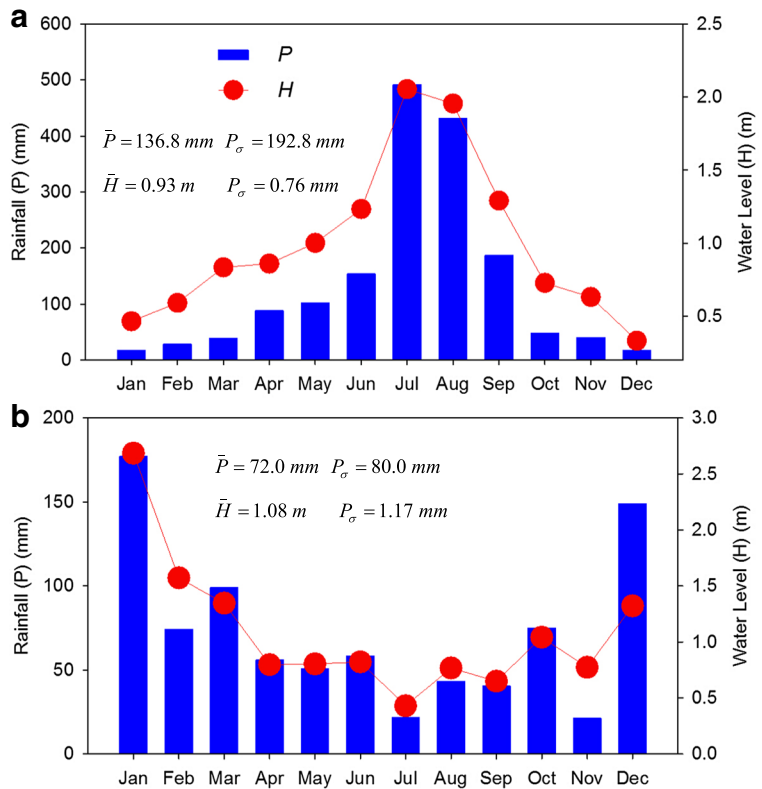 a
600
500
400
300
200
100
0
Rainfall (P) (mm)
P
H
P̄ = 136.8 mm P_σ = 192.8 mm
H̄ = 0.93 m P_σ = 0.76 mm
2.5
2.0
1.5
1.0
0.5
Water Level (H) (m)
Jan Feb Mar Apr May Jun Jul Aug Sep Oct Nov Dec
b
200
150
100
50
0
Rainfall (P) (mm)
P̄ = 72.0 mm P_σ = 80.0 mm
H̄ = 1.08 m P_σ = 1.17 mm
3.0
2.5
2.0
1.5
1.0
0.5
0.0
Water Level (H) (m)
Jan Feb Mar Apr May Jun Jul Aug Sep Oct Nov Dec